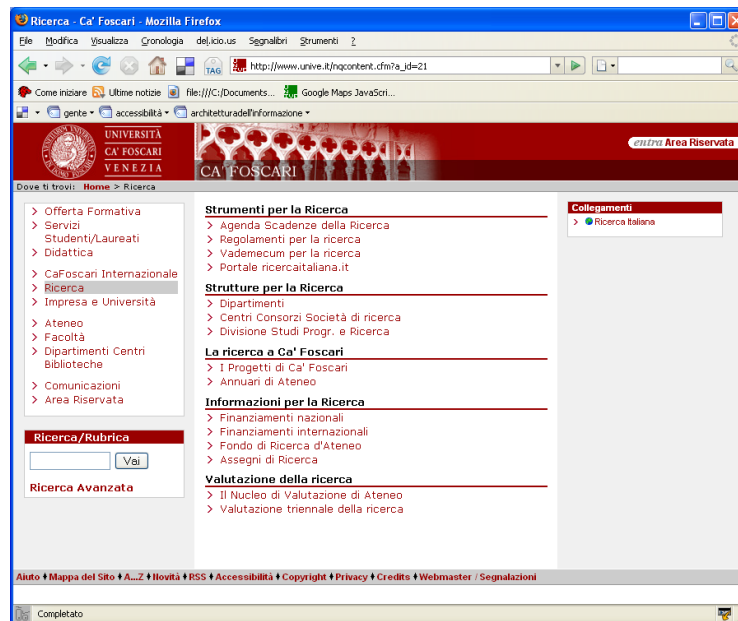 Ricerca - Ca' Foscari - Mozilla Firefox
File Modifica Visualizza Cronologia del.icio.us Segnalibri Strumenti ?
TAG http://www.unive.it/nqcontent.cfm?a_id=21
Come iniziare Ultime notizie file:///C:/Documents... Google Maps JavaScri...
gente accessibilità architetturadell'informazione
UNIVERSITÀ
CA' FOSCARI
VENEZIA
CA' FOSCARI
entra Area Riservata
Dove ti trovi: Home > Ricerca
> Offerta Formativa
> Servizi
Studenti/Laureati
> Didattica
> CaFoscari Internazionale
> Ricerca
> Impresa e Università
> Ateneo
> Facoltà
> Dipartimenti Centri
Biblioteche
> Comunicazioni
> Area Riservata
Ricerca/Rubrica
Vai
Ricerca Avanzata
Strumenti per la Ricerca
> Agenda Scadenze della Ricerca
> Regolamenti per la ricerca
> Vademecum per la ricerca
> Portale ricercaitaliana.it
Strutture per la Ricerca
> Dipartimenti
> Centri Consorzi Società di ricerca
> Divisione Studi Progr. e Ricerca
La ricerca a Ca' Foscari
> I Progetti di Ca' Foscari
> Annuari di Ateneo
Informazioni per la Ricerca
> Finanziamenti nazionali
> Finanziamenti internazionali
> Fondo di Ricerca d'Ateneo
> Assegni di Ricerca
Valutazione della ricerca
> Il Nucleo di Valutazione di Ateneo
> Valutazione triennale della ricerca
Collegamenti
> Ricerca Italiana
Aiuto Mappa del Sito A...Z Novità RSS Accessibilità Copyright Privacy Credits Webmaster / Segnalazioni
Completato